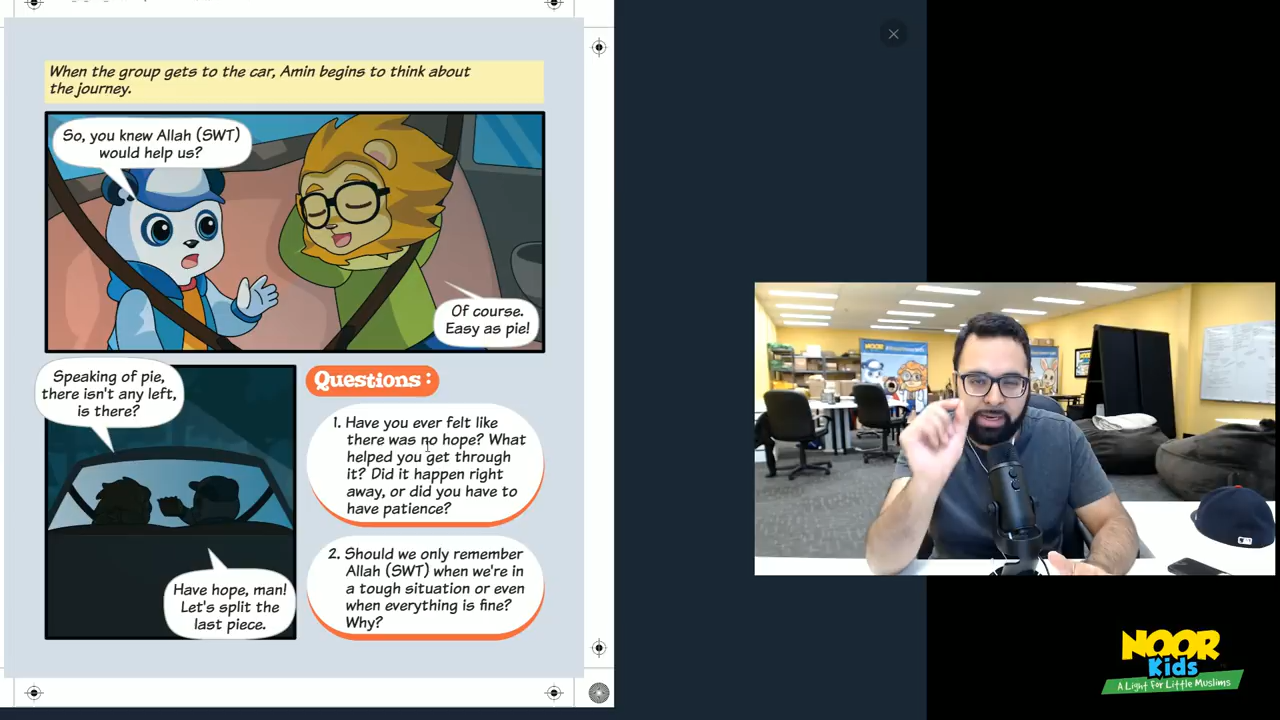 When the group gets to the car, Amin begins to think about
the journey.
So, you knew Allah (SWT)
would help us?
Of course.
Easy as pie!
Speaking of pie,
there isn't any left,
is there?
Have hope, man!
Let's split the
last piece.
Questions:
1. Have you ever felt like
there was no hope? What
helped you get through
it? Did it happen right
away, or did you have to
have patience?
2. Should we only remember
Allah (SWT) when we're in
a tough situation or even
when everything is fine?
Why?
NOOR
NOOR
Kids
A Light For Little Muslims